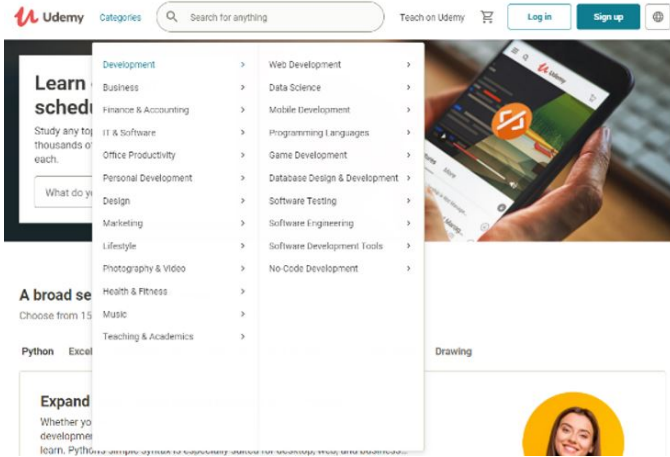 Udemy
Categories
Search for anything
Teach on Udemy
Log in
Sign up
Learn
sched
Study any top
thousands o
each.
What do yo
Development
Business
Finance & Accounting
IT & Software
Office Productivity
Personal Development
Design
Marketing
Lifestyle
Photography & Video
Health & Fitness
Music
Teaching & Academics
Web Development
Data Science
Mobile Development
Programming Languages
Game Development
Database Design & Development
Software Testing
Software Engineering
Software Development Tools
No-Code Development
Udemy
More
A broad se
Choose from 15
Python
Excel
Drawing
Expand
Whether yo
developmen
learn. Python's simple syntax is especially suited for desktop, web, and business...